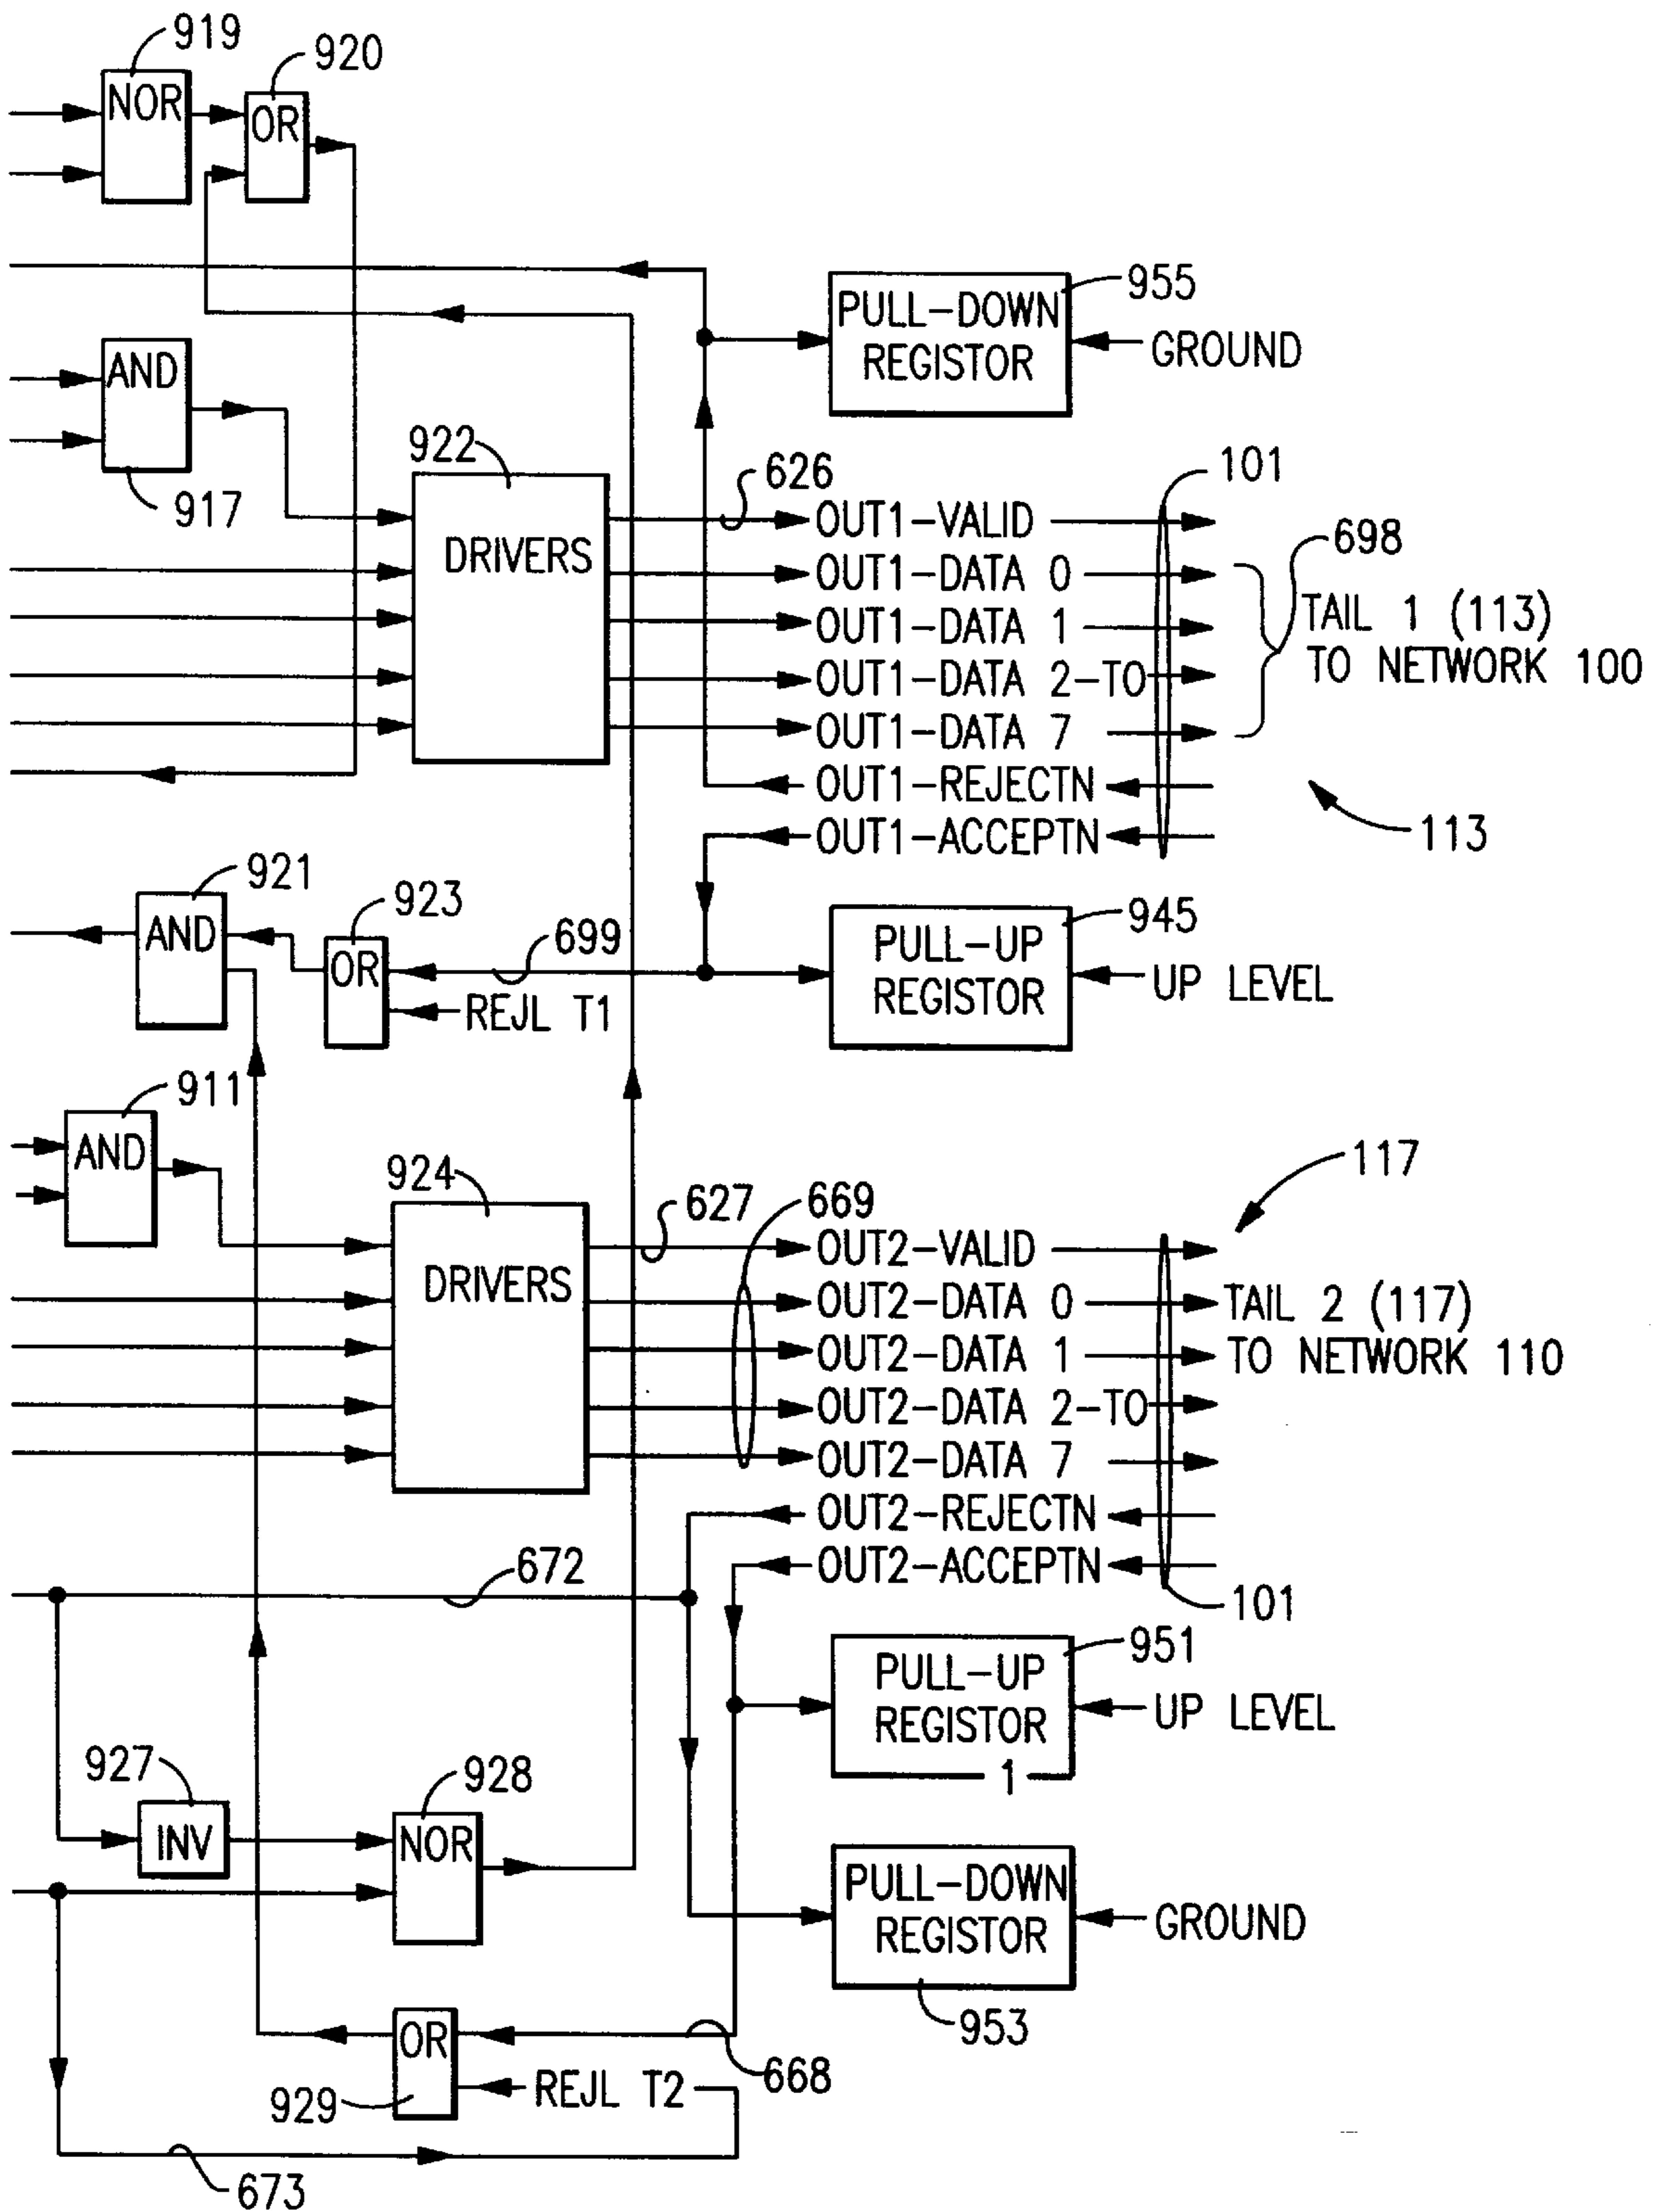 919
920
NOR
OR
955
PULL-DOWN
REGISTOR
GROUND
AND
917
922
DRIVERS
626
101
OUT1-VALID
698
OUT1-DATA 0
OUT1-DATA 1
TAIL 1 (113)
TO NETWORK 100
OUT1-DATA 2-TO
OUT1-DATA 7
OUT1-REJECTN
OUT1-ACCEPTN
113
921
923
AND
OR
699
REJL T1
945
PULL-UP
REGISTOR
UP LEVEL
911
AND
924
DRIVERS
627
669
117
OUT2-VALID
OUT2-DATA 0
TAIL 2 (117)
OUT2-DATA 1
TO NETWORK 110
OUT2-DATA 2-TO
OUT2-DATA 7
OUT2-REJECTN
OUT2-ACCEPTN
672
101
951
PULL-UP
REGISTOR
1
UP LEVEL
927
INV
928
NOR
PULL-DOWN
REGISTOR
GROUND
953
OR
929
REJL T2
668
673